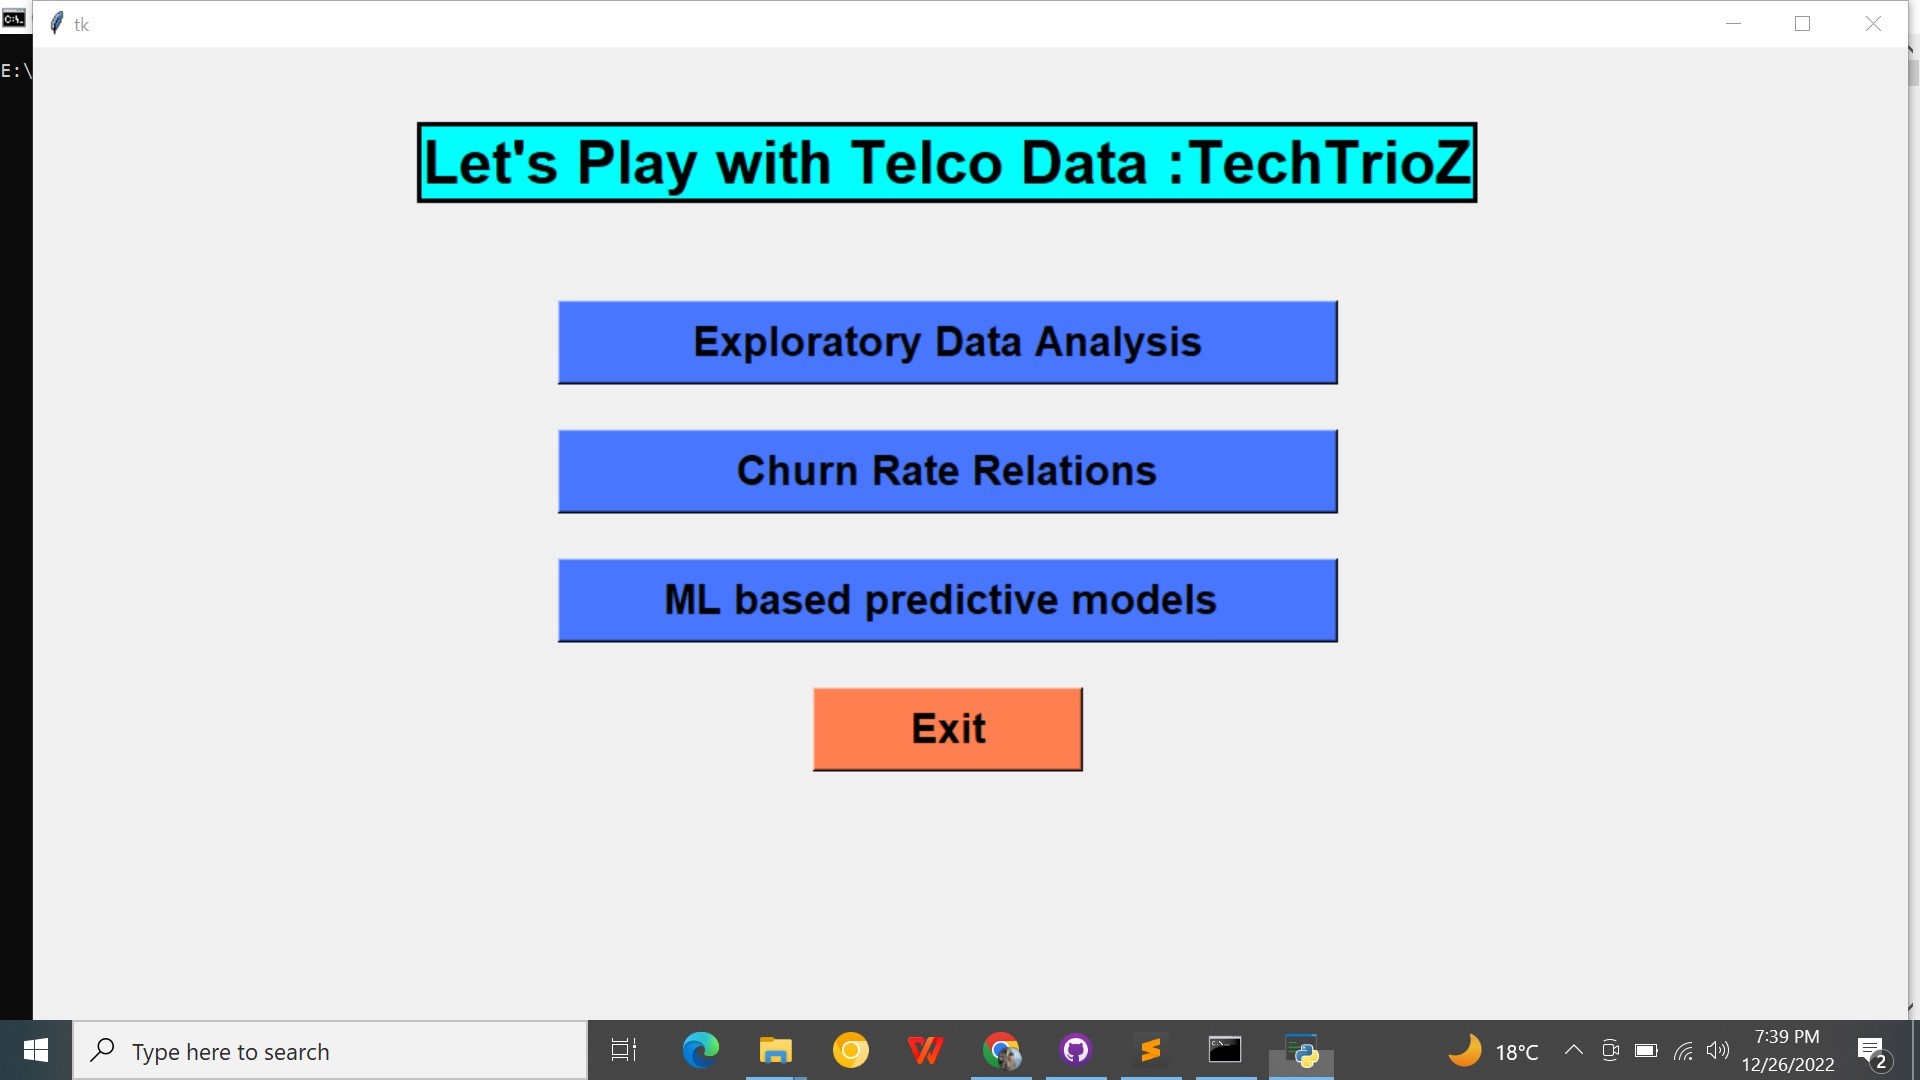 tk
E:\
Let's Play with Telco Data :TechTrioZ
Exploratory Data Analysis
Churn Rate Relations
ML based predictive models
Exit
Type here to search
18°C
7:39 PM
12/26/2022
2